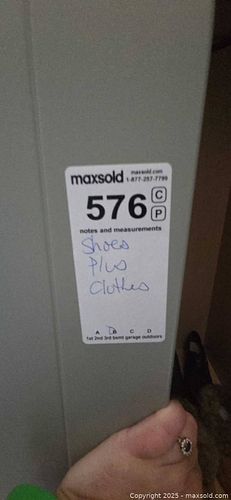 maxsold maxsold.com
1-877-257-7799
576 C
P
notes and measurements
Shoes
Plus
Clothes
A B C D
1st 2nd 3rd bsmt garage outdoors
Copyright 2025 - maxsold.com